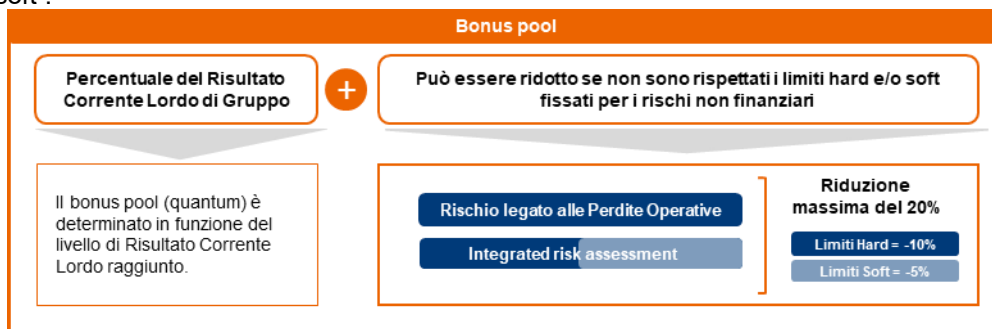 soft".
Bonus pool
Percentuale del Risultato
Corrente Lordo di Gruppo
+
Può essere ridotto se non sono rispettati i limiti hard e/o soft
fissati per i rischi non finanziari
Il bonus pool (quantum) è
determinato in funzione del
livello di Risultato Corrente
Lordo raggiunto.
Rischio legato alle Perdite Operative
Integrated risk assessment
Riduzione
massima del 20%
Limiti Hard = -10%
Limiti Soft = -5%